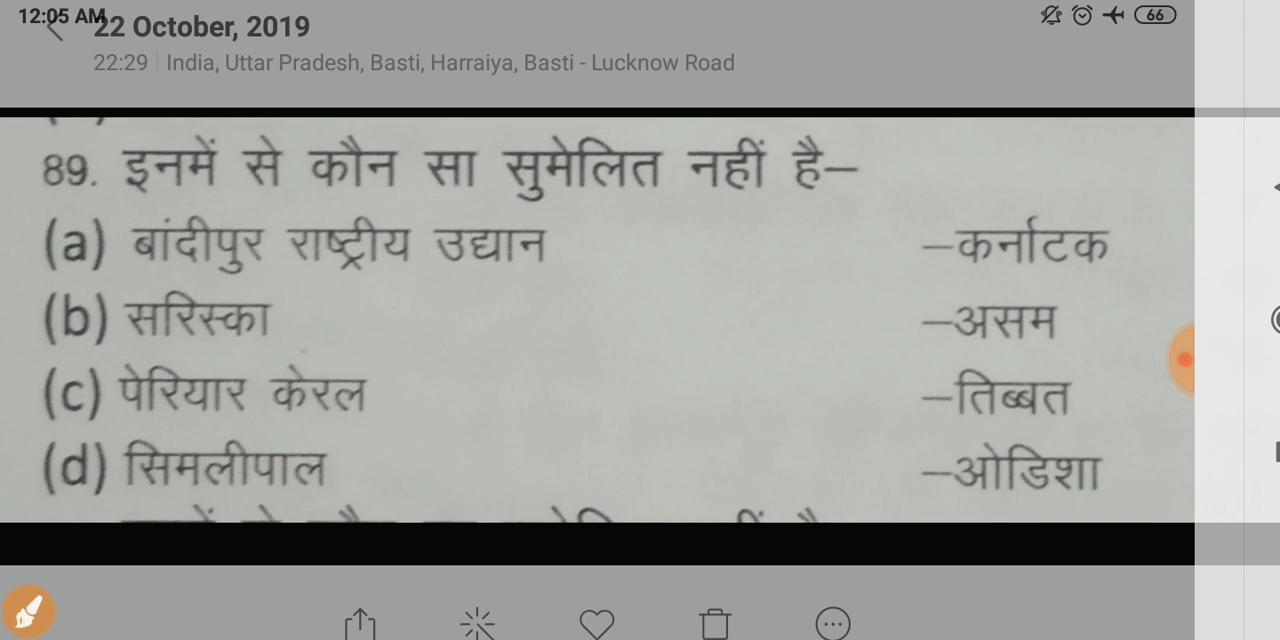 12:05 AM
66
22 October, 2019
22:29 | India, Uttar Pradesh, Basti, Harraiya, Basti - Lucknow Road
89. इनमें से कौन सा सुमेलित नहीं है–
(a) बांदीपुर राष्ट्रीय उद्यान –कर्नाटक
(b) सरिस्का –असम
(c) पेरियार केरल –तिब्बत
(d) सिमलीपाल –ओडिशा